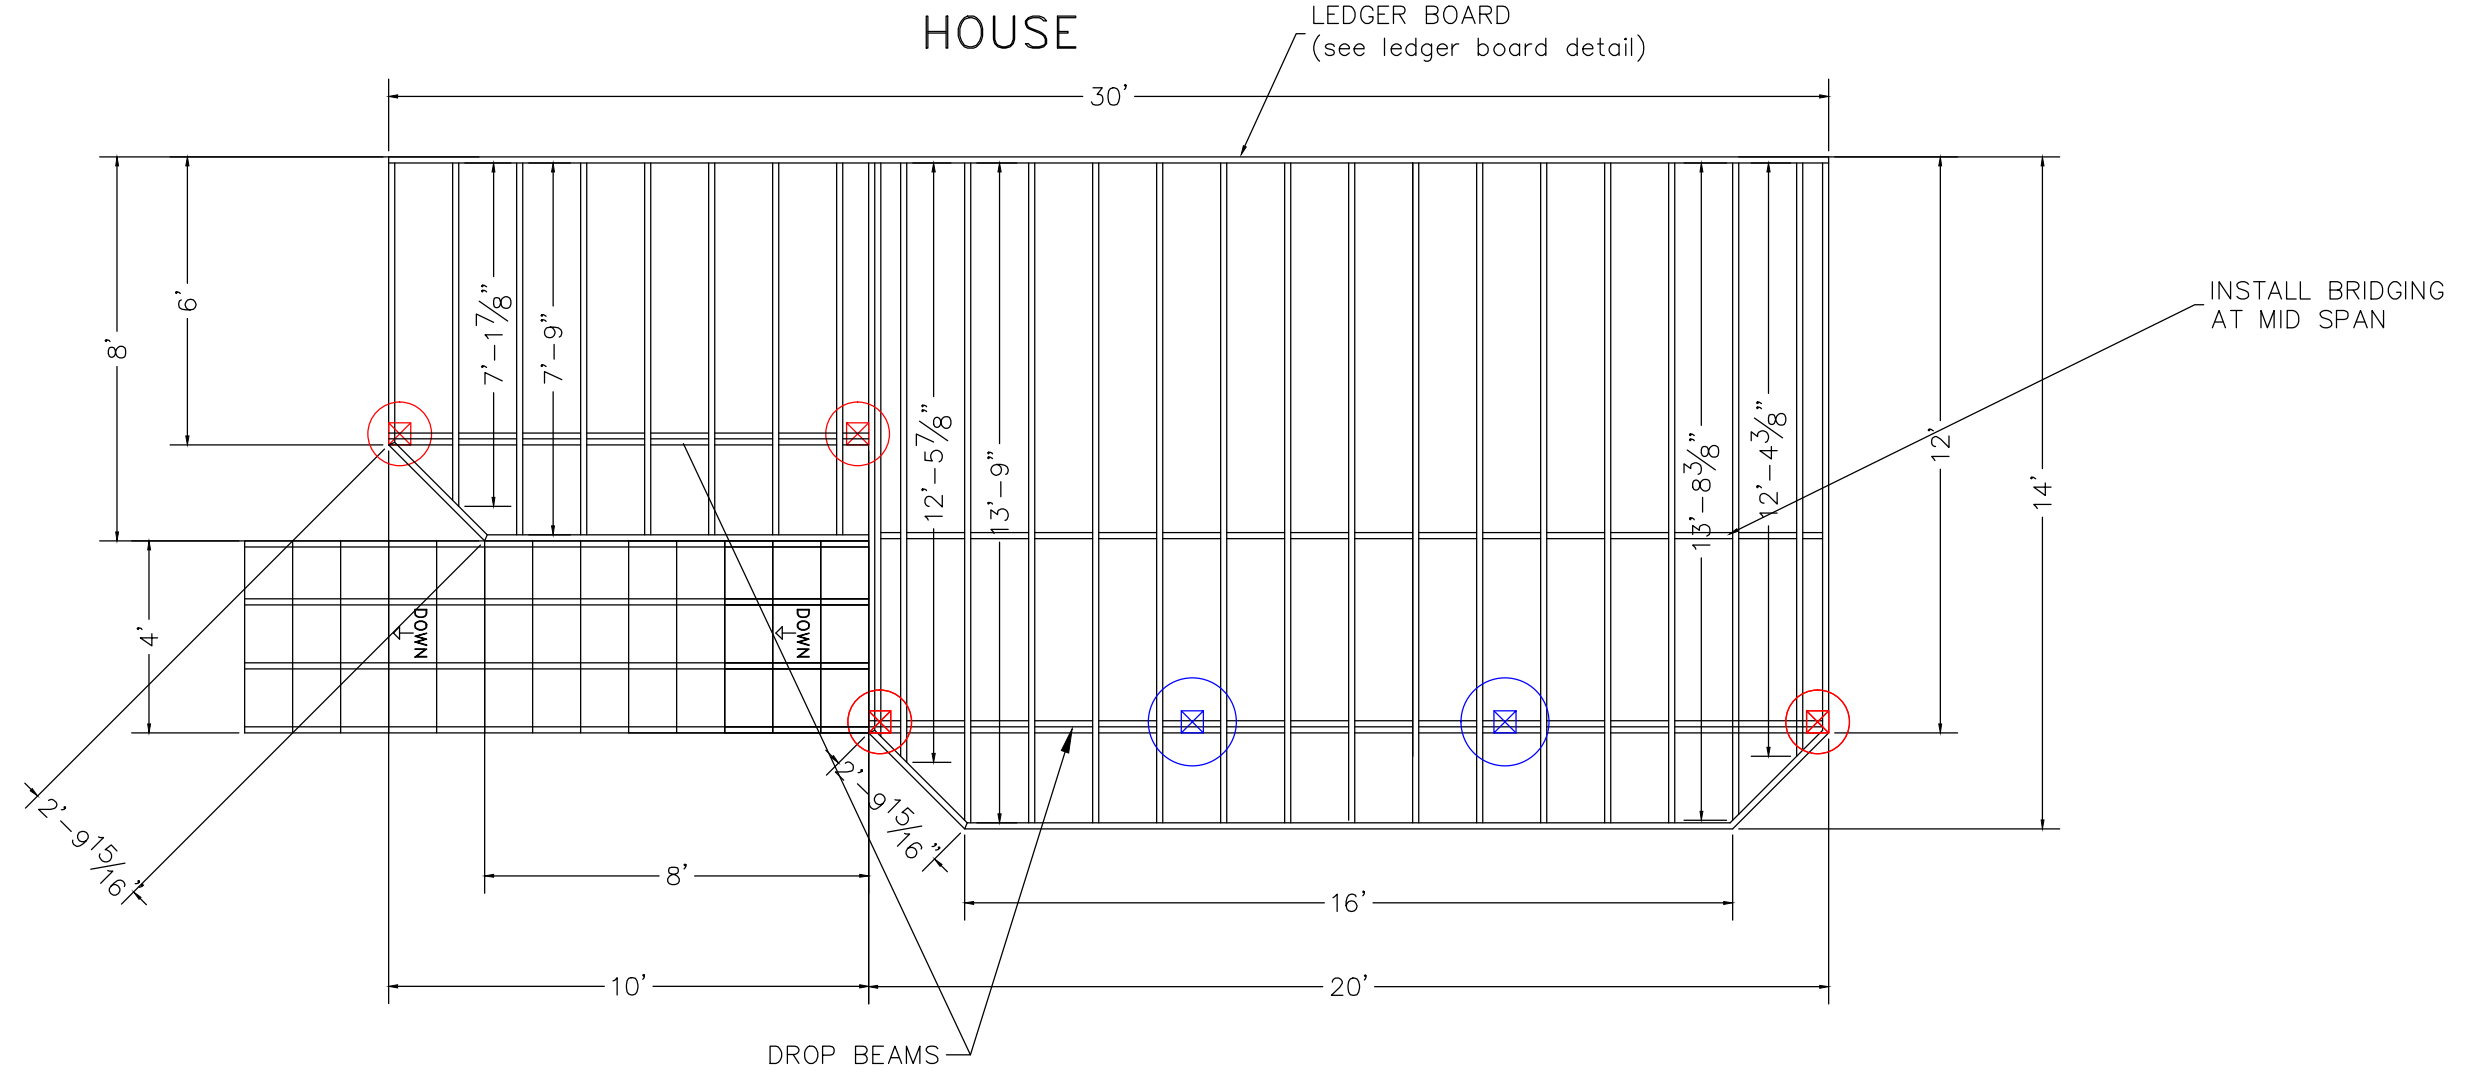 HOUSE
LEDGER BOARD
(see ledger board detail)
30'
8'
6'
7'-1 7/8"
7'-9"
12'-5 7/8"
13'-9"
13'-8 3/8"
12'-4 3/8"
12'
14'
INSTALL BRIDGING
AT MID SPAN
4'
DOWN
DOWN
2'-9 15/16"
2'-9 15/16"
8'
16'
10'
20'
DROP BEAMS